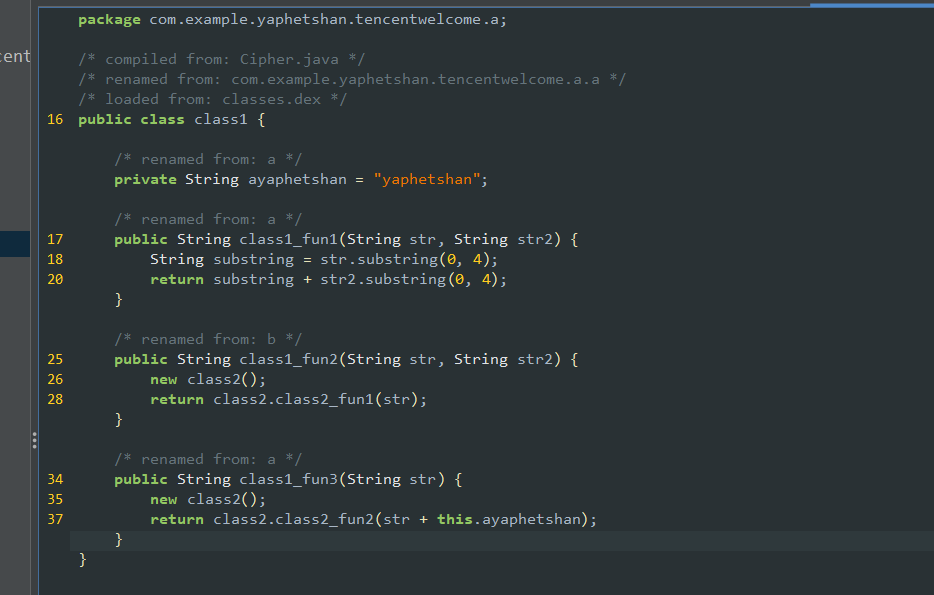 package com.example.yaphetshan.tencentwelcome.a;
cent
/* compiled from: Cipher.java */
/* renamed from: com.example.yaphetshan.tencentwelcome.a.a */
/* loaded from: classes.dex */
16 public class class1 {
/* renamed from: a */
private String ayaphetshan = "yaphetshan";
/* renamed from: a */
17 public String class1_fun1(String str, String str2) {
18 String substring = str.substring(0, 4);
20 return substring + str2.substring(0, 4);
}
/* renamed from: b */
25 public String class1_fun2(String str, String str2) {
26 new class2();
28 return class2.class2_fun1(str);
}
/* renamed from: a */
34 public String class1_fun3(String str) {
35 new class2();
37 return class2.class2_fun2(str + this.ayaphetshan);
}
}